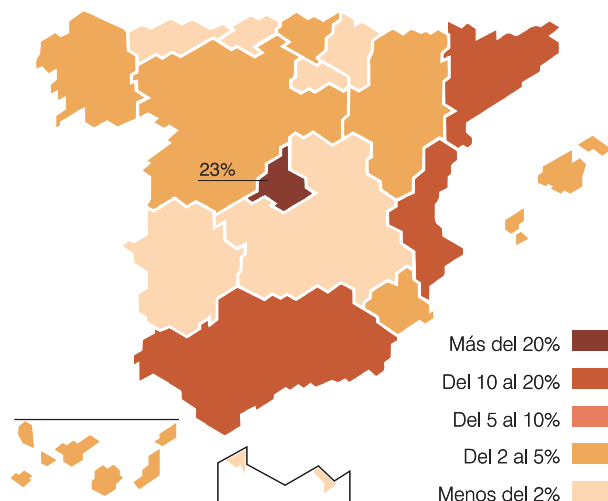 23%
Más del 20%
Del 10 al 20%
Del 5 al 10%
Del 2 al 5%
Menos del 2%